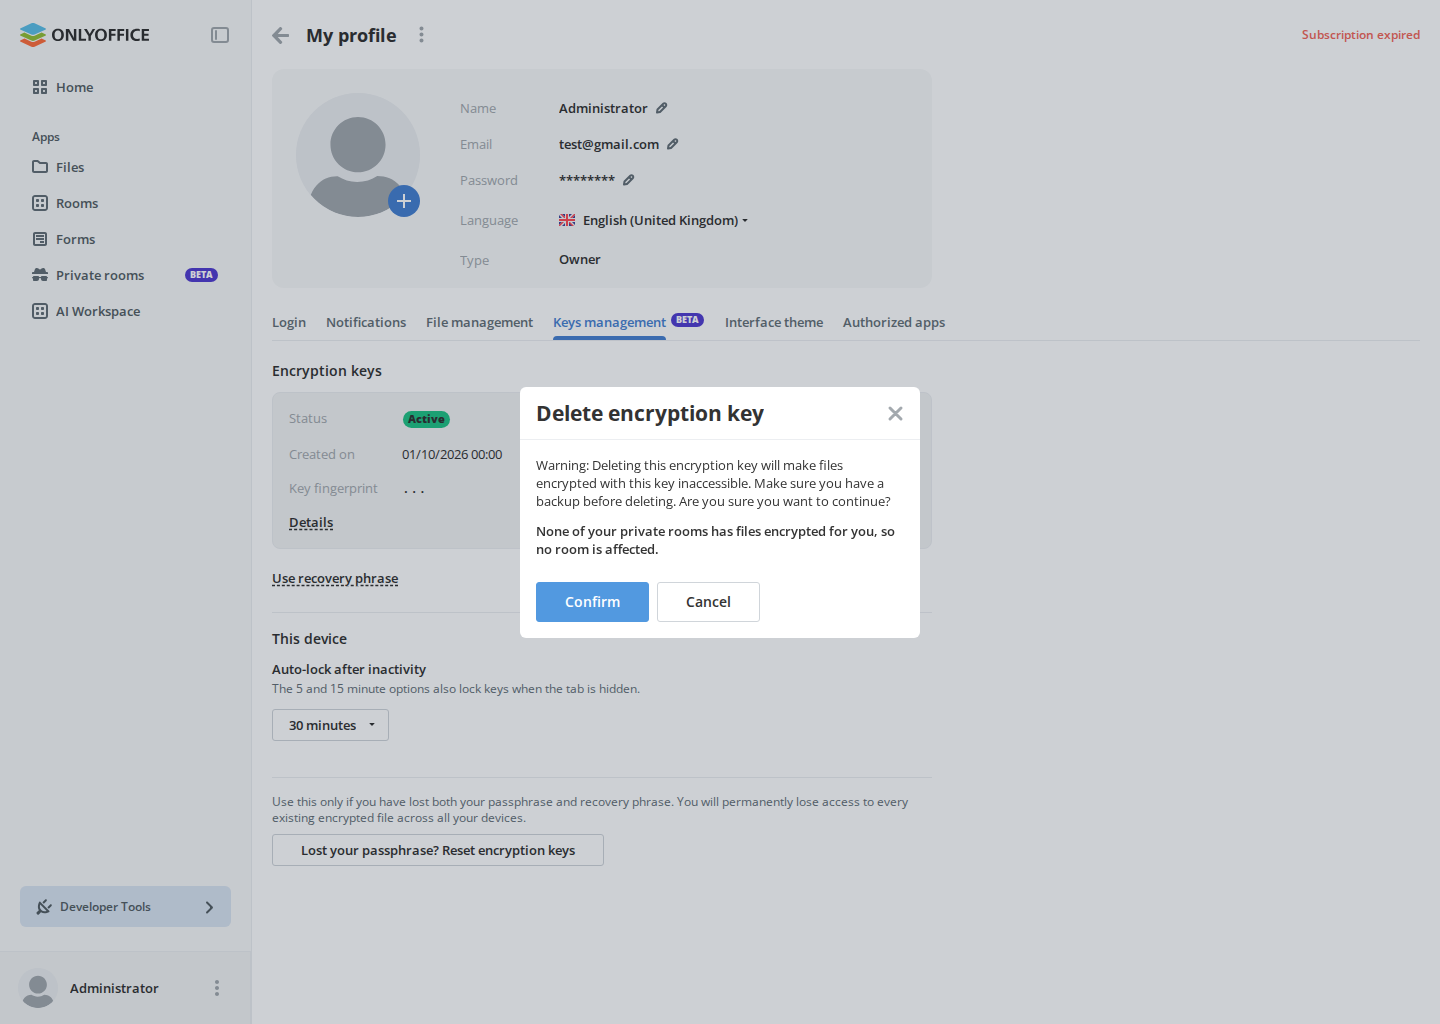 ONLYOFFICE
Home
Apps
Files
Rooms
Forms
Private rooms BETA
AI Workspace
Developer Tools
Administrator
My profile
Subscription expired
Name Administrator
Email test@gmail.com
Password ********
Language English (United Kingdom)
Type Owner
Login Notifications File management Keys management BETA Interface theme Authorized apps
Encryption keys
Status Active
Created on 01/10/2026 00:00
Key fingerprint ...
Details
Use recovery phrase
This device
Auto-lock after inactivity
The 5 and 15 minute options also lock keys when the tab is hidden.
30 minutes
Use this only if you have lost both your passphrase and recovery phrase. You will permanently lose access to every
existing encrypted file across all your devices.
Lost your passphrase? Reset encryption keys
Delete encryption key
Warning: Deleting this encryption key will make files
encrypted with this key inaccessible. Make sure you have a
backup before deleting. Are you sure you want to continue?
None of your private rooms has files encrypted for you, so
no room is affected.
Confirm Cancel